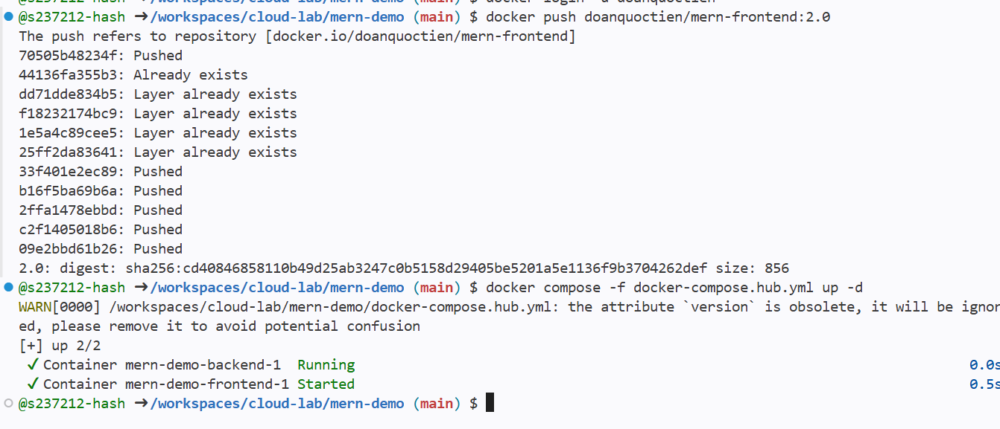 @s237212-hash ➜/workspaces/cloud-lab/mern-demo (main) $ docker login -u doanquoctien
@s237212-hash ➜/workspaces/cloud-lab/mern-demo (main) $ docker push doanquoctien/mern-frontend:2.0
The push refers to repository [docker.io/doanquoctien/mern-frontend]
70505b48234f: Pushed
44136fa355b3: Already exists
dd71dde834b5: Layer already exists
f18232174bc9: Layer already exists
1e5a4c89cee5: Layer already exists
25ff2da83641: Layer already exists
33f401e2ec89: Pushed
b16f5ba69b6a: Pushed
2ffa1478ebbd: Pushed
c2f1405018b6: Pushed
09e2bbd61b26: Pushed
2.0: digest: sha256:cd40846858110b49d25ab3247c0b5158d29405be5201a5e1136f9b3704262def size: 856
@s237212-hash ➜/workspaces/cloud-lab/mern-demo (main) $ docker compose -f docker-compose.hub.yml up -d
WARN[0000] /workspaces/cloud-lab/mern-demo/docker-compose.hub.yml: the attribute `version` is obsolete, it will be ignor
ed, please remove it to avoid potential confusion
[+] up 2/2
✔ Container mern-demo-backend-1 Running 0.0s
✔ Container mern-demo-frontend-1 Started 0.5s
@s237212-hash ➜/workspaces/cloud-lab/mern-demo (main) $